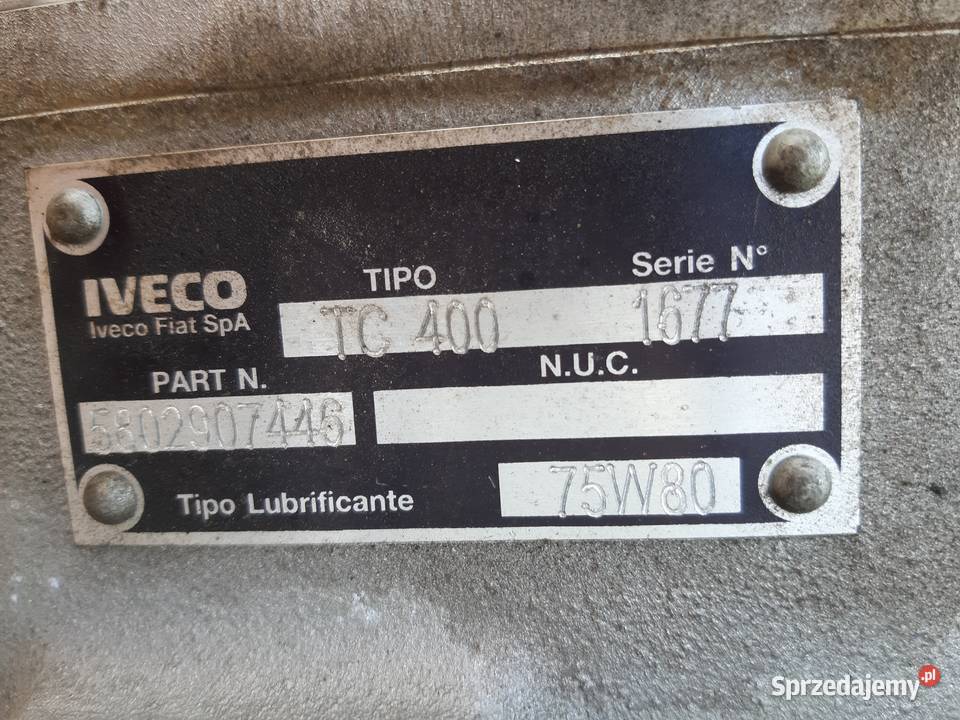 IVECO
Iveco Fiat SpA
TIPO
TC 400
Serie N°
1677
PART N.
5802907446
N.U.C.
Tipo Lubrificante
75W80
Sprzedajemy.pl